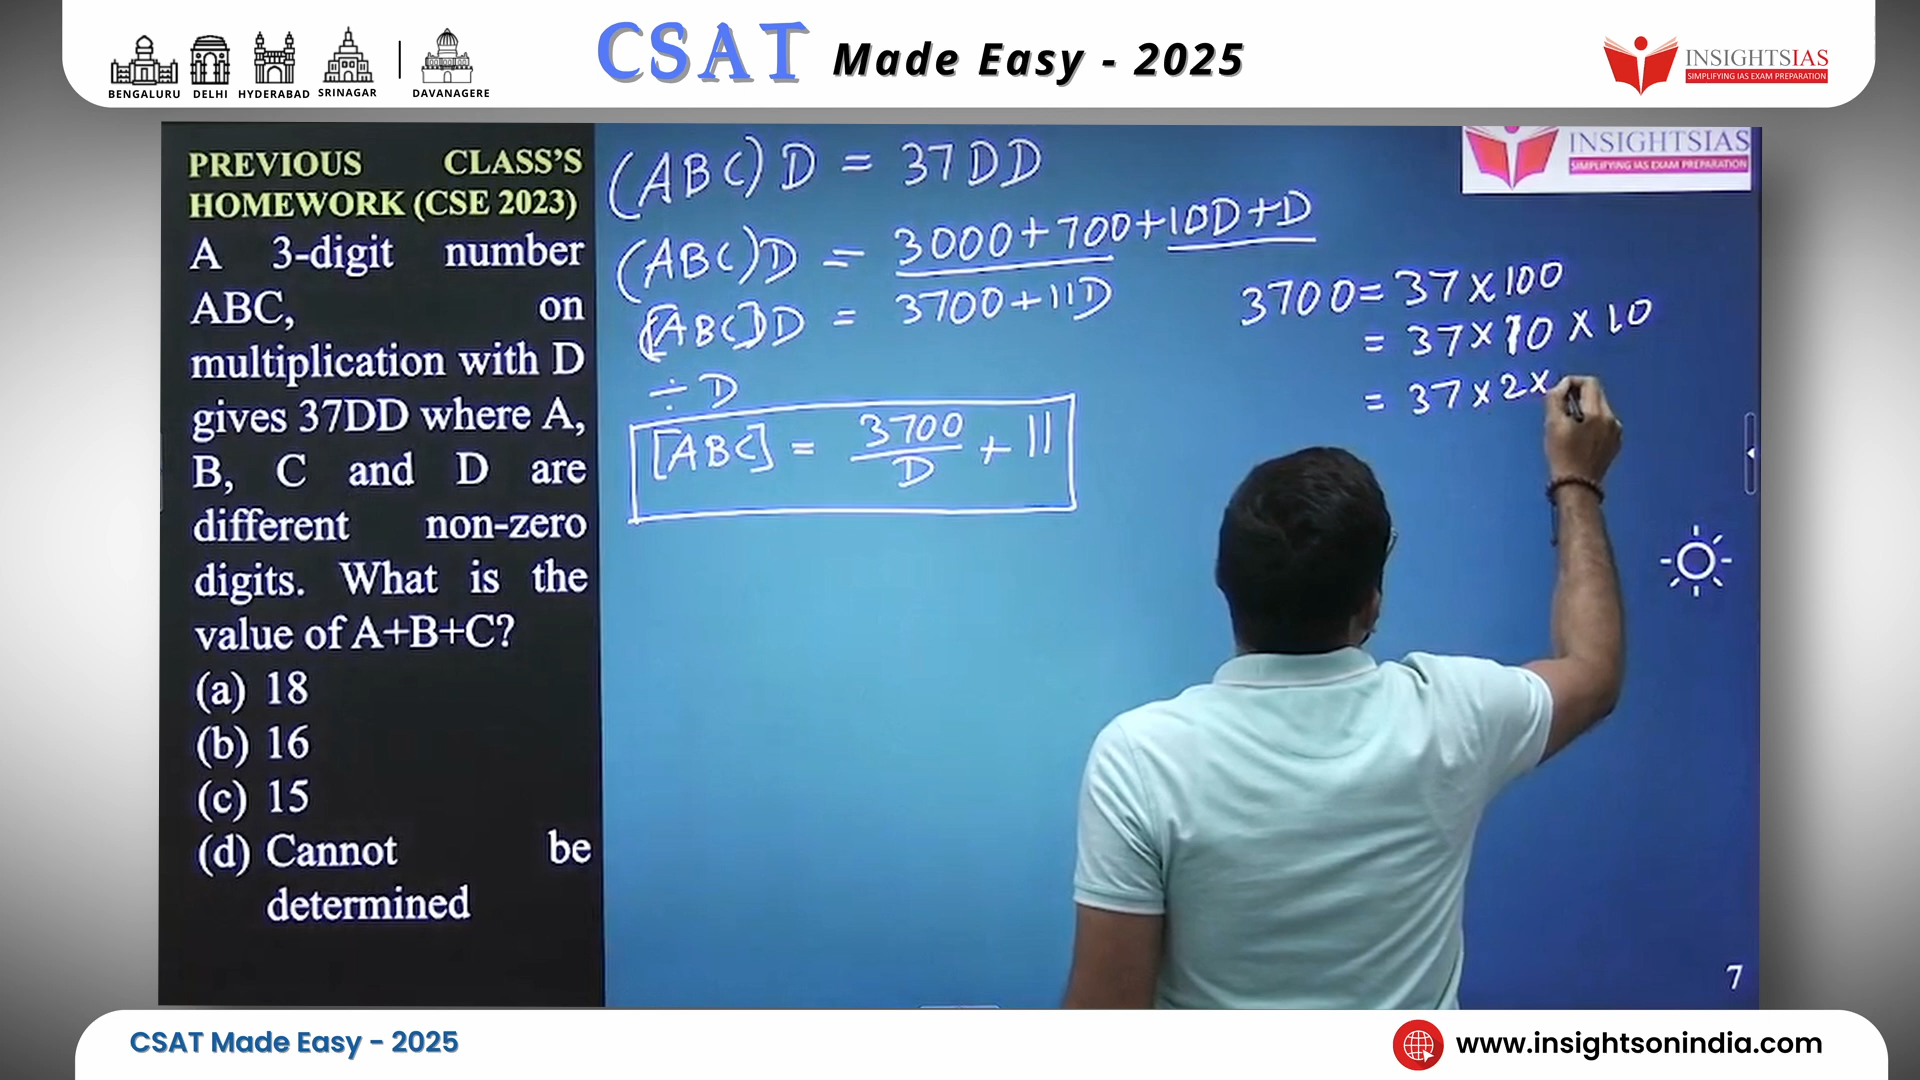 BENGALURU DELHI HYDERABAD SRINAGAR DAVANAGERE
CSAT Made Easy - 2025
INSIGHTSIAS
SIMPLIFYING IAS EXAM PREPARATION
PREVIOUS CLASS'S
HOMEWORK (CSE 2023)
A 3-digit number
ABC, on
multiplication with D
gives 37DD where A,
B, C and D are
different non-zero
digits. What is the
value of A+B+C?
(a) 18
(b) 16
(c) 15
(d) Cannot be
determined
(ABC) D = 37DD
(ABC) D = 3000+700+10D+D
[ABC] D = 3700+11D
÷ D
[ABC] = 3700/D + 11
3700 = 37 × 100
= 37 × 10 × 10
= 37 × 2 ×
INSIGHTSIAS
SIMPLIFYING IAS EXAM PREPARATION
7
CSAT Made Easy - 2025
www.insightsonindia.com